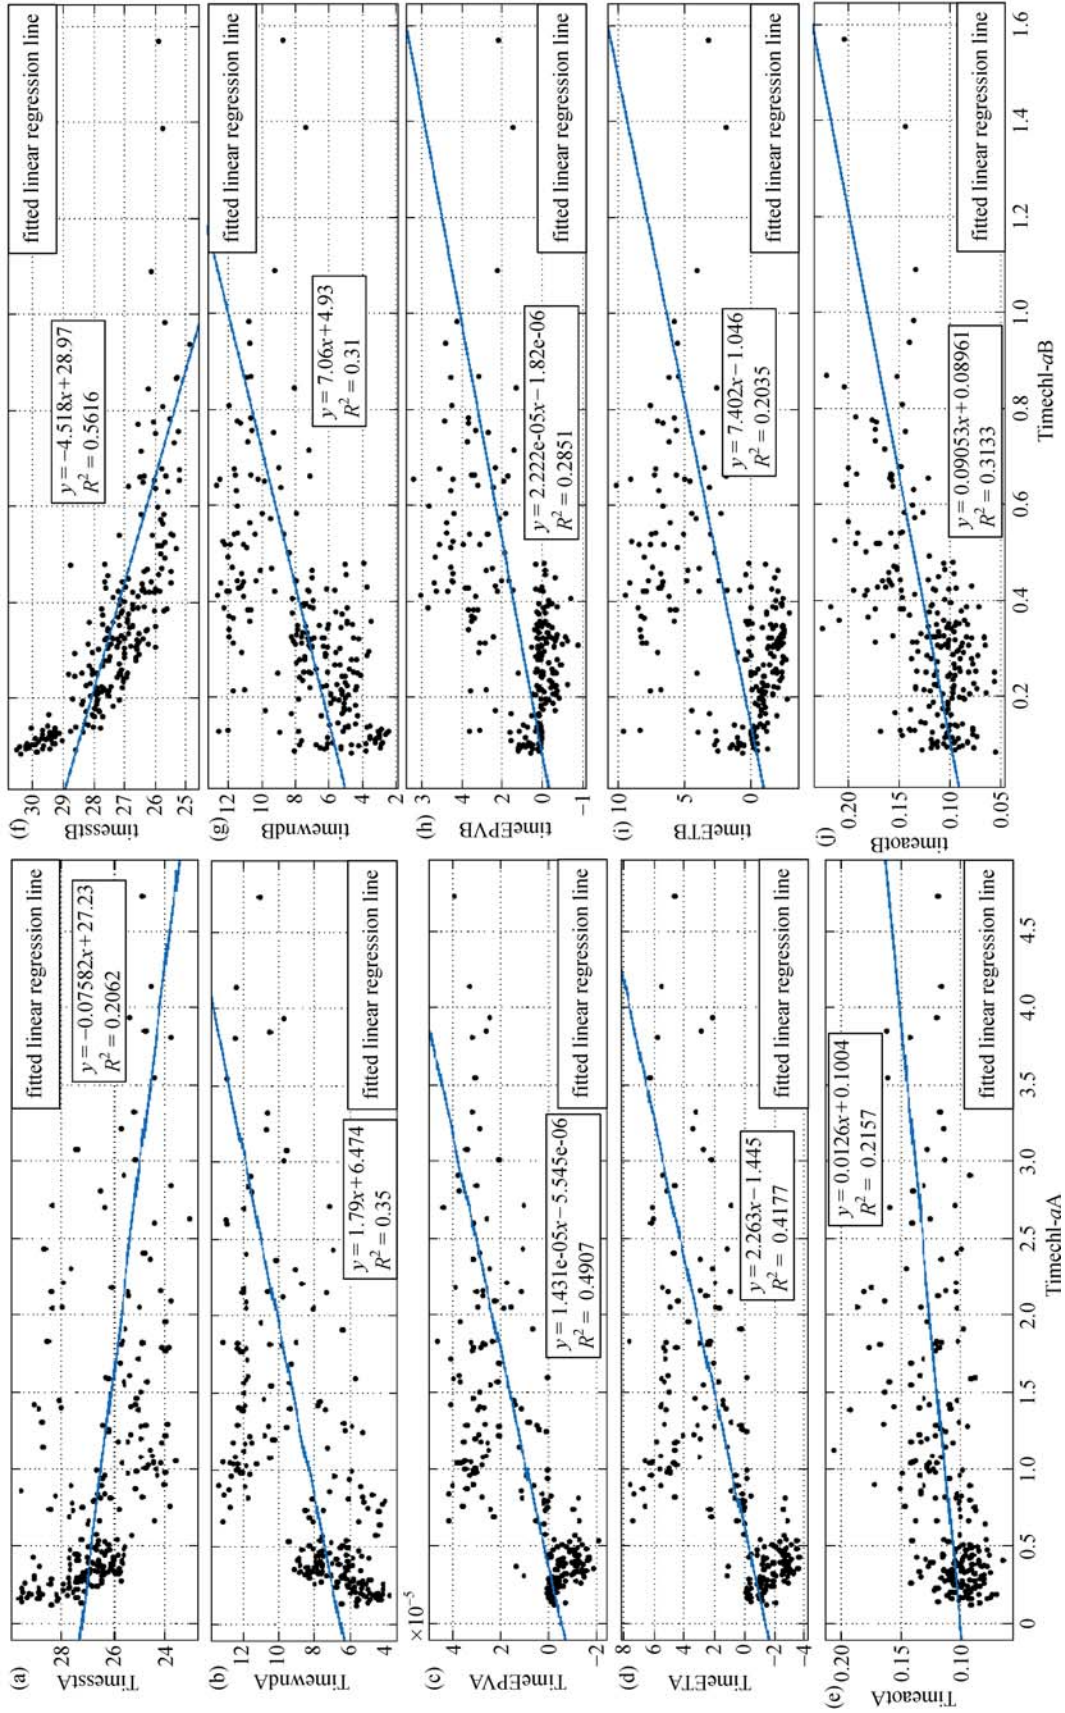 (a)
TimesstA
28
26
24
fitted linear regression line
y = −0.07582x + 27.23
R² = 0.2062
(b)
TimewndA
12
10
8
6
4
y = 1.79x + 6.474
R² = 0.35
fitted linear regression line
×10⁻⁵
(c)
TimeEPVA
4
2
0
−2
y = 1.431e-05x − 5.545e-06
R² = 0.4907
fitted linear regression line
(d)
TimeETA
8
6
4
2
0
−2
−4
y = 2.263x − 1.445
R² = 0.4177
fitted linear regression line
(e)
TimeaotA
0.20
0.15
0.10
y = 0.0126x + 0.1004
R² = 0.2157
fitted linear regression line
0 0.5 1.0 1.5 2.0 2.5 3.0 3.5 4.0 4.5
Timechl-aA
(f)
timesstB
30
29
28
27
26
25
y = −4.518x + 28.97
R² = 0.5616
fitted linear regression line
(g)
timewndB
12
10
8
6
4
2
y = 7.06x + 4.93
R² = 0.31
fitted linear regression line
(h)
timeEPVB
3
4
2
0
−1
y = 2.222e-05x − 1.82e-06
R² = 0.2851
fitted linear regression line
(i)
timeETB
10
5
0
y = 7.402x − 1.046
R² = 0.2035
fitted linear regression line
(j)
timeaotB
0.20
0.15
0.10
0.05
y = 0.09053x + 0.08961
R² = 0.3133
fitted linear regression line
0.2 0.4 0.6 0.8 1.0 1.2 1.4 1.6
Timechl-aB